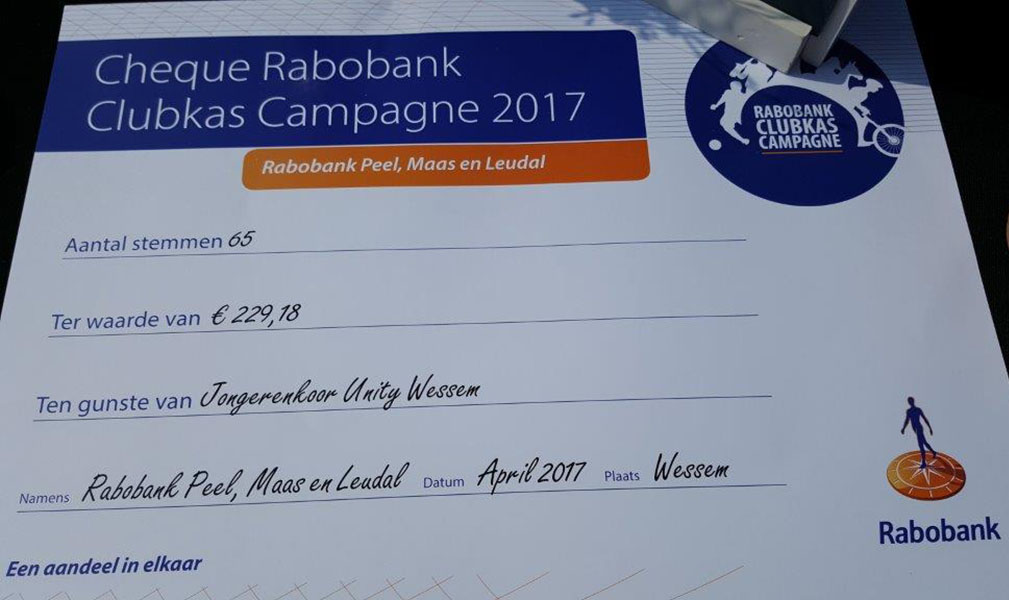 Cheque Rabobank
Clubkas Campagne 2017
Rabobank Peel, Maas en Leudal
RABOBANK
CLUBKAS
CAMPAGNE
Aantal stemmen 65
Ter waarde van € 229,18
Ten gunste van Jongerenkoor Unity Wessem
Namens Rabobank Peel, Maas en Leudal Datum April 2017 Plaats Wessem
Rabobank
Een aandeel in elkaar